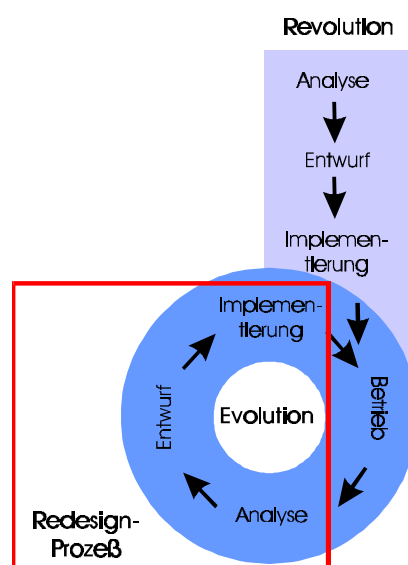 Revolution
Analyse
Entwurf
Implemen-
tierung
Implemen-
tierung
Betrieb
Entwurf
Evolution
Analyse
Redesign-
Prozeß